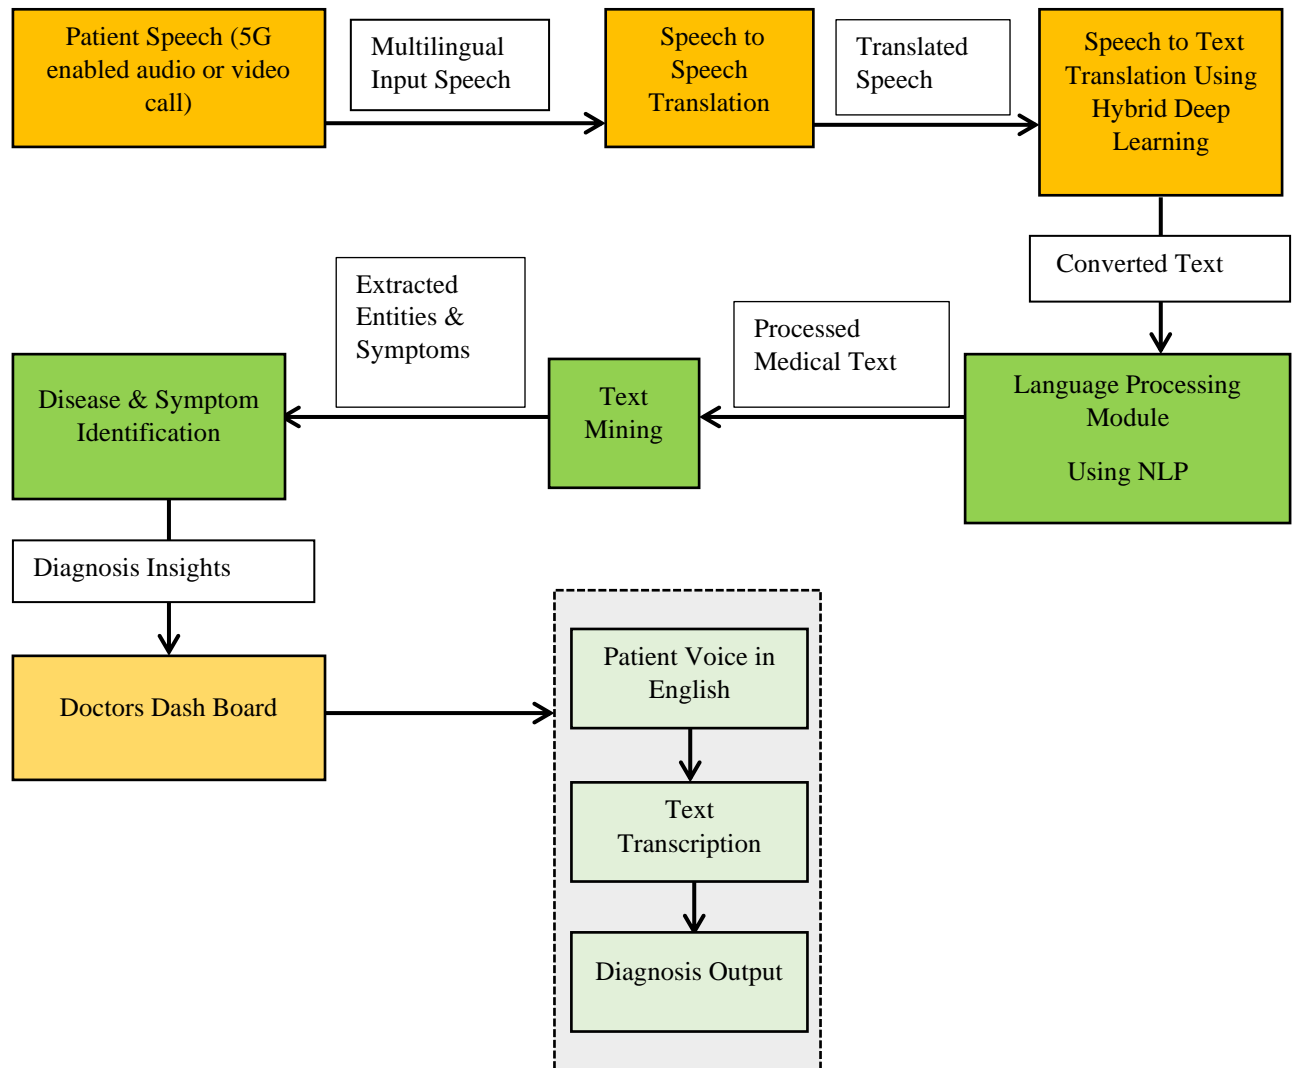 Patient Speech (5G
enabled audio or video
call)
Multilingual
Input Speech
Speech to
Speech
Translation
Translated
Speech
Speech to Text
Translation Using
Hybrid Deep
Learning
Converted Text
Language Processing
Module
Using NLP
Processed
Medical Text
Text
Mining
Extracted
Entities &
Symptoms
Disease & Symptom
Identification
Diagnosis Insights
Doctors Dash Board
Patient Voice in
English
Text
Transcription
Diagnosis Output